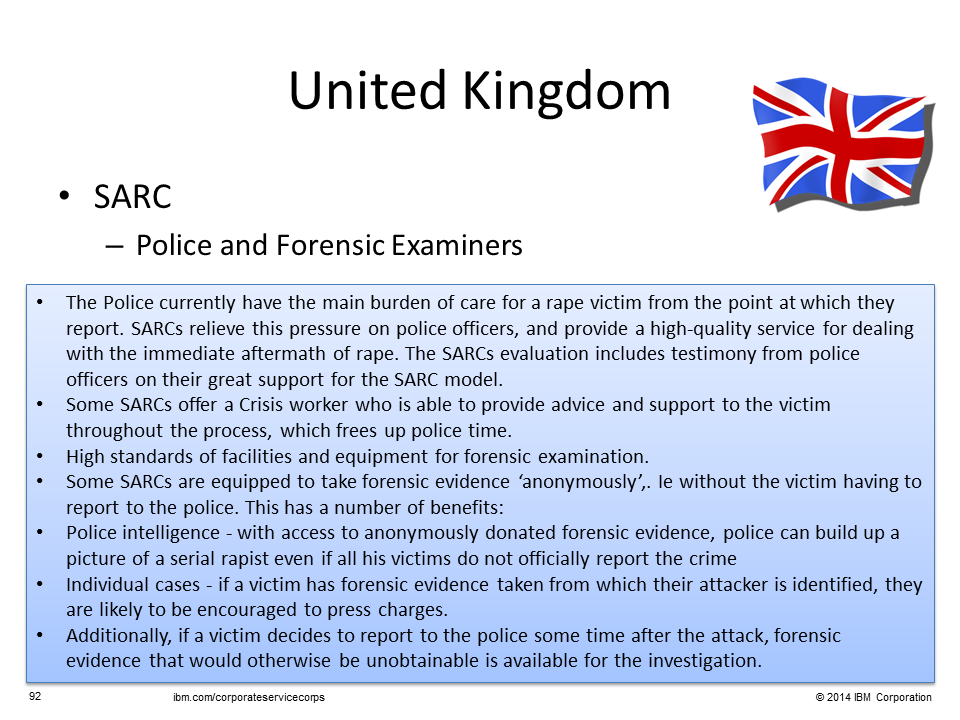 United Kingdom
• SARC
– Police and Forensic Examiners
• The Police currently have the main burden of care for a rape victim from the point at which they
report. SARCs relieve this pressure on police officers, and provide a high-quality service for dealing
with the immediate aftermath of rape. The SARCs evaluation includes testimony from police
officers on their great support for the SARC model.
• Some SARCs offer a Crisis worker who is able to provide advice and support to the victim
throughout the process, which frees up police time.
• High standards of facilities and equipment for forensic examination.
• Some SARCs are equipped to take forensic evidence ‘anonymously’,. Ie without the victim having to
report to the police. This has a number of benefits:
• Police intelligence - with access to anonymously donated forensic evidence, police can build up a
picture of a serial rapist even if all his victims do not officially report the crime
• Individual cases - if a victim has forensic evidence taken from which their attacker is identified, they
are likely to be encouraged to press charges.
• Additionally, if a victim decides to report to the police some time after the attack, forensic
evidence that would otherwise be unobtainable is available for the investigation.
92 ibm.com/corporateservicecorps © 2014 IBM Corporation